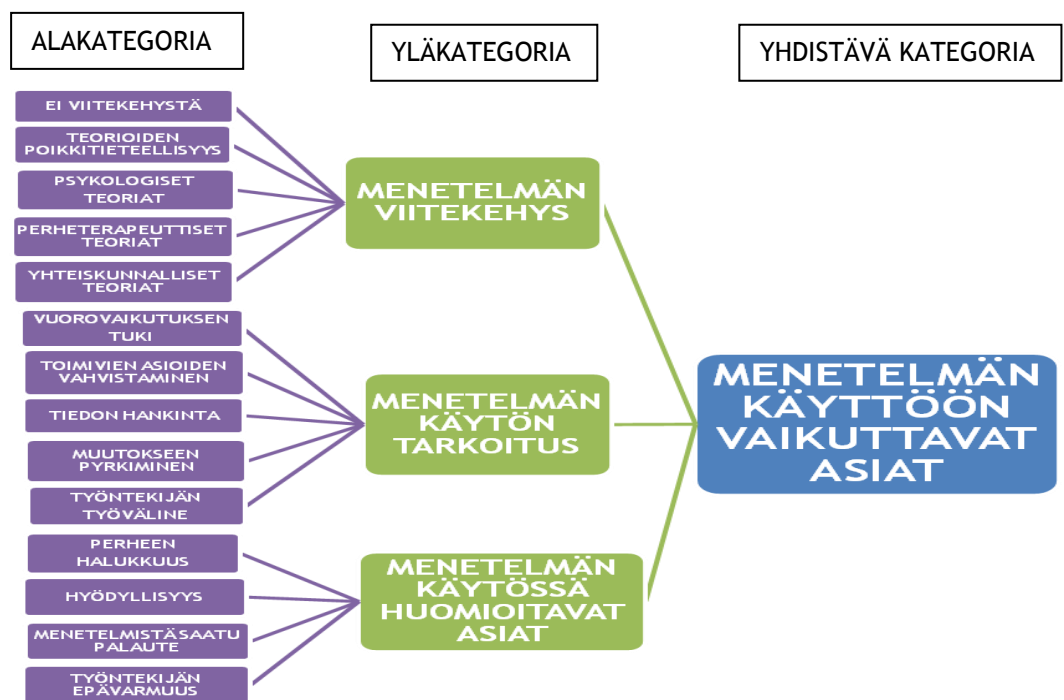 ALAKATEGORIA
YLÄKATEGORIA
YHDISTÄVÄ KATEGORIA
EI VIITEKEHYSTÄ
TEORIOIDEN
POIKKITIETEELLISYYS
PSYKOLOGISET
TEORIAT
PERHETERAPEUTTISET
TEORIAT
YHTEISKUNNALLISET
TEORIAT
VUOROVAIKUTUKSEN
TUKI
TOIMIVIEN ASIOIDEN
VAHVISTAMINEN
TIEDON HANKINTA
MUUTOKSEEN
PYRKIMINEN
TYÖNTEKIJÄN
TYÖVÄLINE
PERHEEN
HALUKKUUS
HYÖDYLLISYYS
MENETELMISTÄSAATU
PALAUTE
TYÖNTEKIJÄN
EPÄVARMUUS
MENETELMÄN
VIITEKEHYS
MENETELMÄN
KÄYTÖN
TARKOITUS
MENETELMÄN
KÄYTÖSSÄ
HUOMIOITAVAT
ASIAT
MENETELMÄN
KÄYTTÖÖN
VAIKUTTAVAT
ASIAT